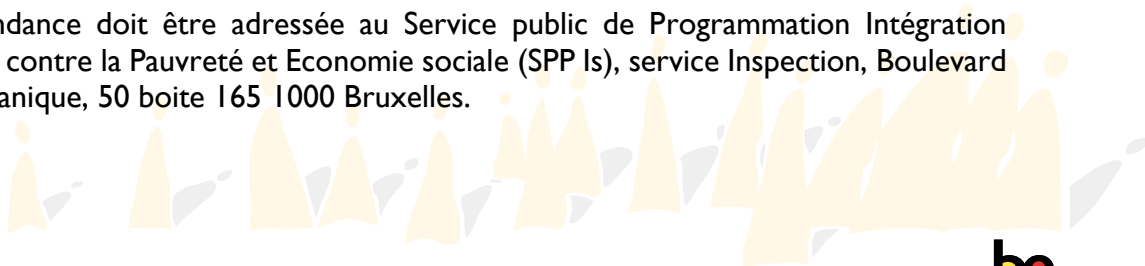 ndance doit être adressée au Service public de Programmation Intégration
contre la Pauvreté et Economie sociale (SPP Is), service Inspection, Boulevard
anique, 50 boite 165 1000 Bruxelles.
be